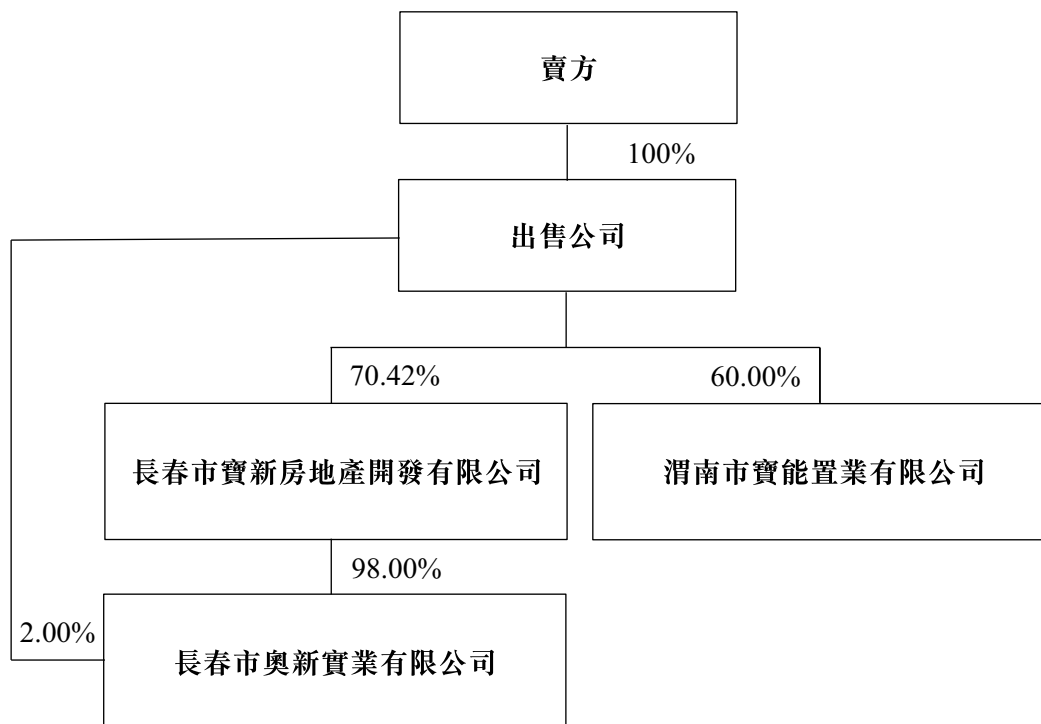 賣方
100%
出售公司
70.42%
60.00%
長春市寶新房地產開發有限公司
渭南市寶能置業有限公司
98.00%
2.00%
長春市奧新實業有限公司